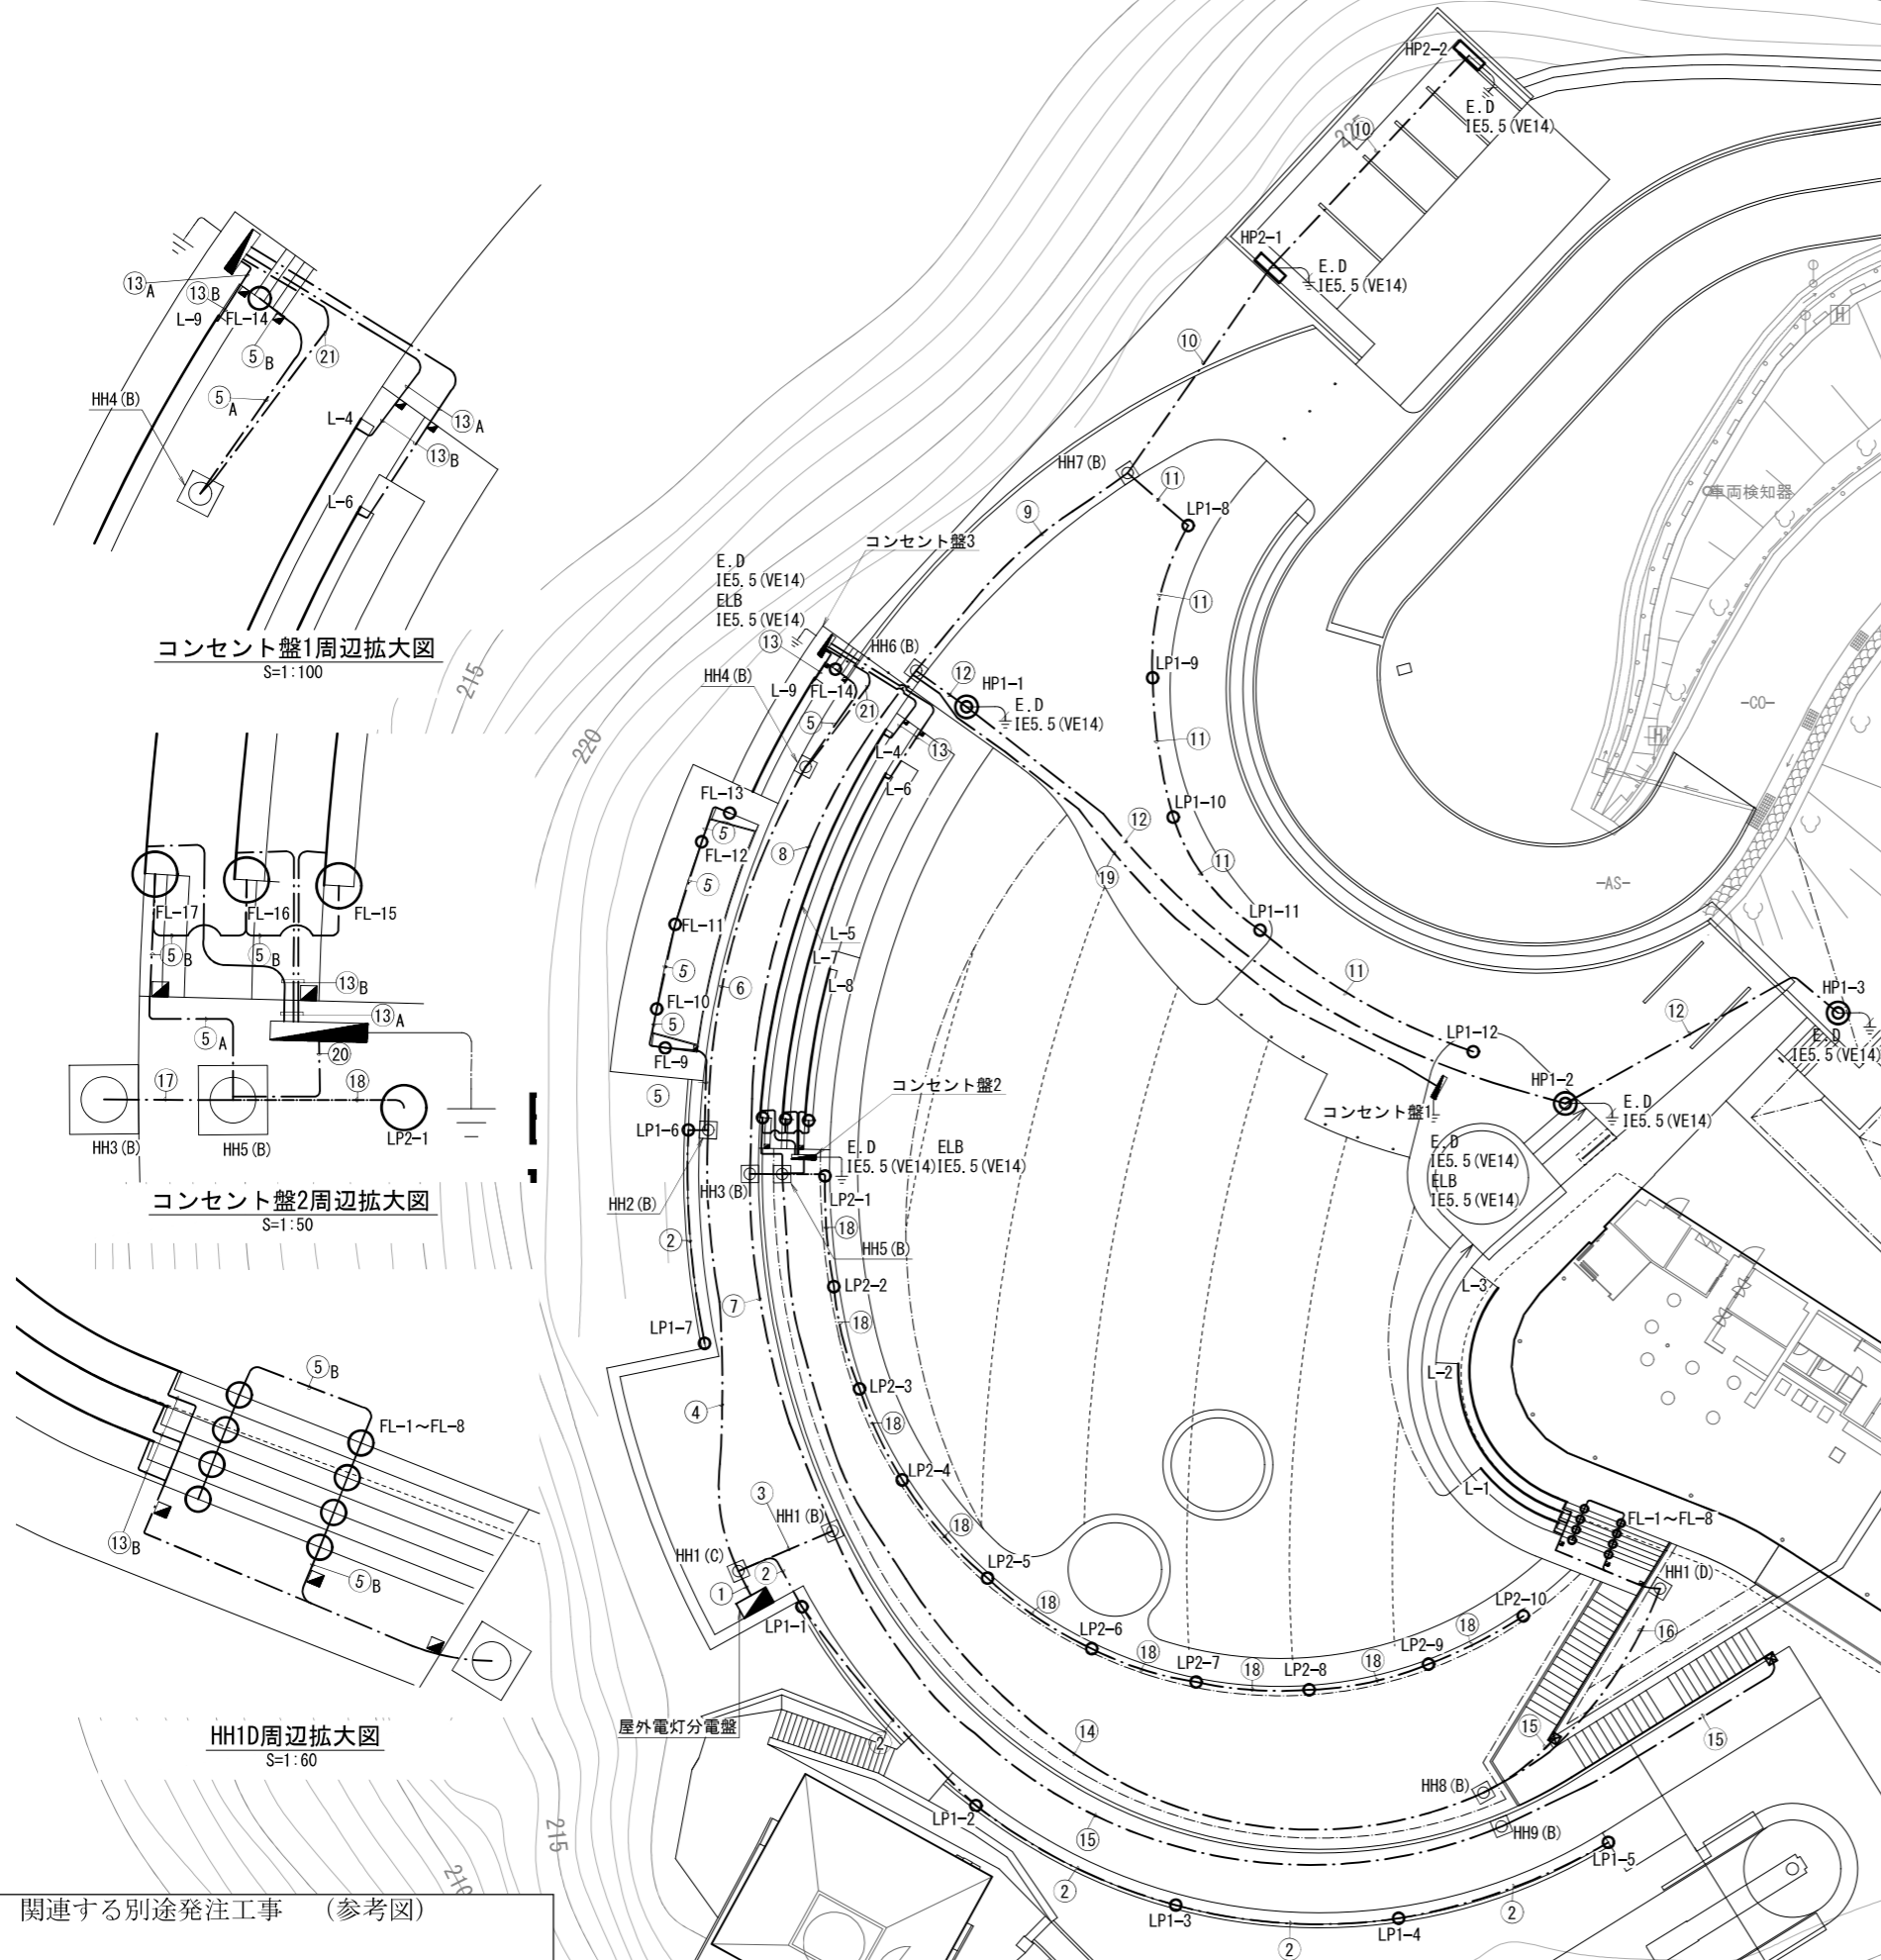 HP2-2
E.D
IE5.5(VE14)
225
⑩
HP2-1
E.D
IE5.5(VE14)
⑩
⑬A
⑬B
L-9
FL-14
⑤B
㉑
⑤A
HH4(B)
L-4
⑬A
⑬B
L-6
コンセント盤1周辺拡大図
S=1:100
215
220
HH7(B)
⑪
LP1-8
⑨
⑪
車両検知器
H
H
-CO-
-AS-
コンセント盤3
E.D
IE5.5(VE14)
ELB
IE5.5(VE14)
⑬
HH6(B)
HH4(B)
L-9
FL-14
㉑
⑤
⑫
HP1-1
E.D
IE5.5(VE14)
LP1-9
⑪
L-4
⑬
L-6
LP1-10
⑫
⑪
⑲
FL-13
⑤
FL-12
⑧
⑤
FL-11
⑤
⑥
FL-10
⑤
FL-9
⑤
L-5
L-7
L-8
LP1-11
⑪
LP1-12
HP1-3
E.D
IE5.5(VE14)
⑫
HP1-2
E.D
IE5.5(VE14)
コンセント盤1
E.D
IE5.5(VE14)
ELB
IE5.5(VE14)
コンセント盤2
E.D
IE5.5(VE14)
ELB
IE5.5(VE14)
LP1-6
HH3(B)
HH2(B)
LP2-1
⑱
HH5(B)
②
LP2-2
⑦
⑱
LP1-7
LP2-3
④
⑱
LP2-4
⑱
③
HH1(B)
HH1(C)
①
②
LP2-5
⑱
LP1-1
LP2-6
⑱
LP2-7
⑱
LP2-8
⑱
LP2-9
⑱
LP2-10
L-3
L-2
L-1
FL-1～FL-8
HH1(D)
⑯
⑮
⑮
屋外電灯分電盤
②
⑭
⑮
HH8(B)
HH9(B)
LP1-2
②
LP1-3
②
LP1-4
②
LP1-5
FL-17
FL-16
FL-15
⑤B
⑤B
⑬B
⑬A
⑤A
⑳
⑰
⑱
HH3(B)
HH5(B)
LP2-1
コンセント盤2周辺拡大図
S=1:50
⑤B
FL-1～FL-8
⑬B
⑤B
HH1D周辺拡大図
S=1:60
215
210
関連する別途発注工事　（参考図）